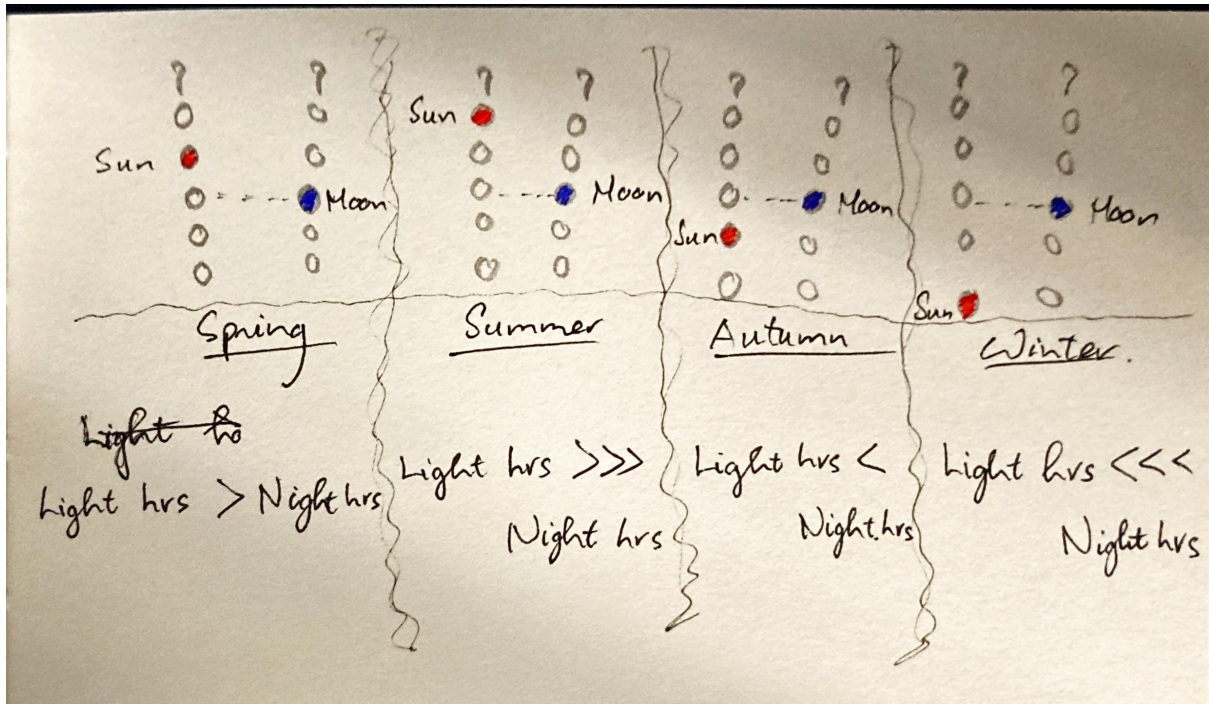 ? ? ? ? ? ? ? ?
Sun
Sun
Moon
Moon
Moon
Moon
Sun
Sun
Spring
Summer
Autumn
Winter.
Light ho
Light hrs > Night hrs
Light hrs >>>
Night hrs
Light hrs <
Night hrs
Light hrs <<<
Night hrs